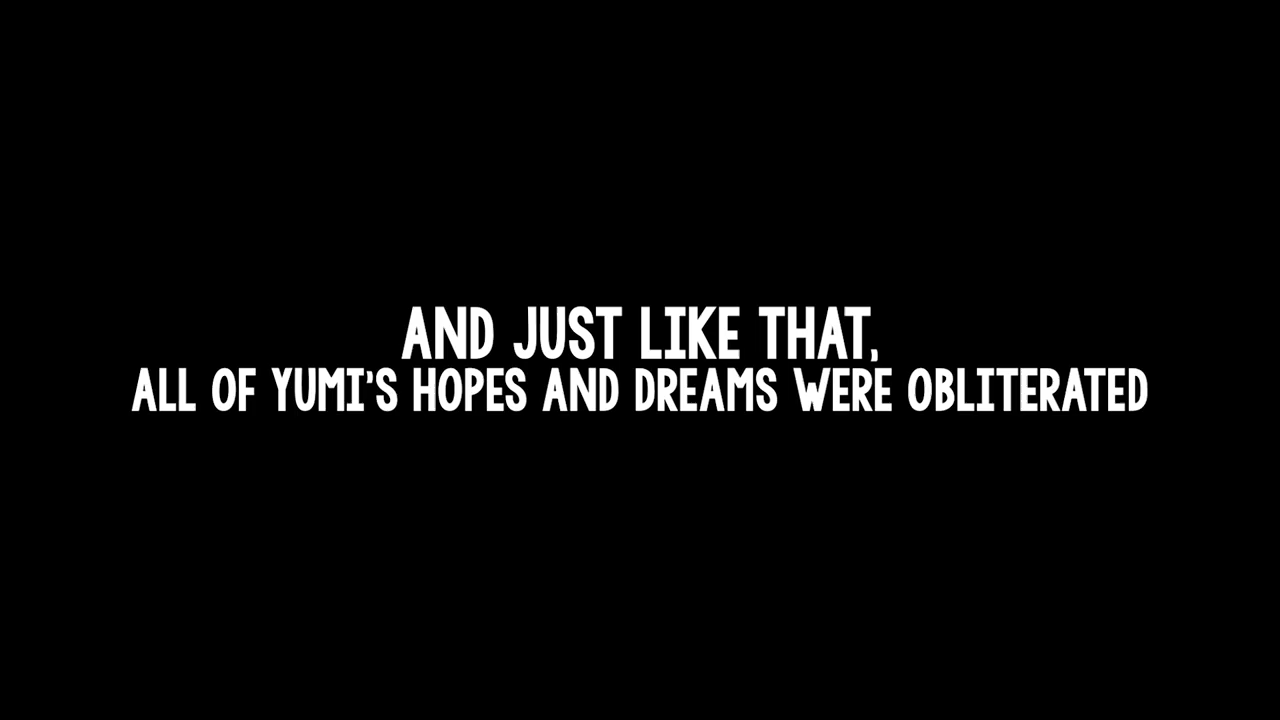 AND JUST LIKE THAT,
ALL OF YUMI'S HOPES AND DREAMS WERE OBLITERATED